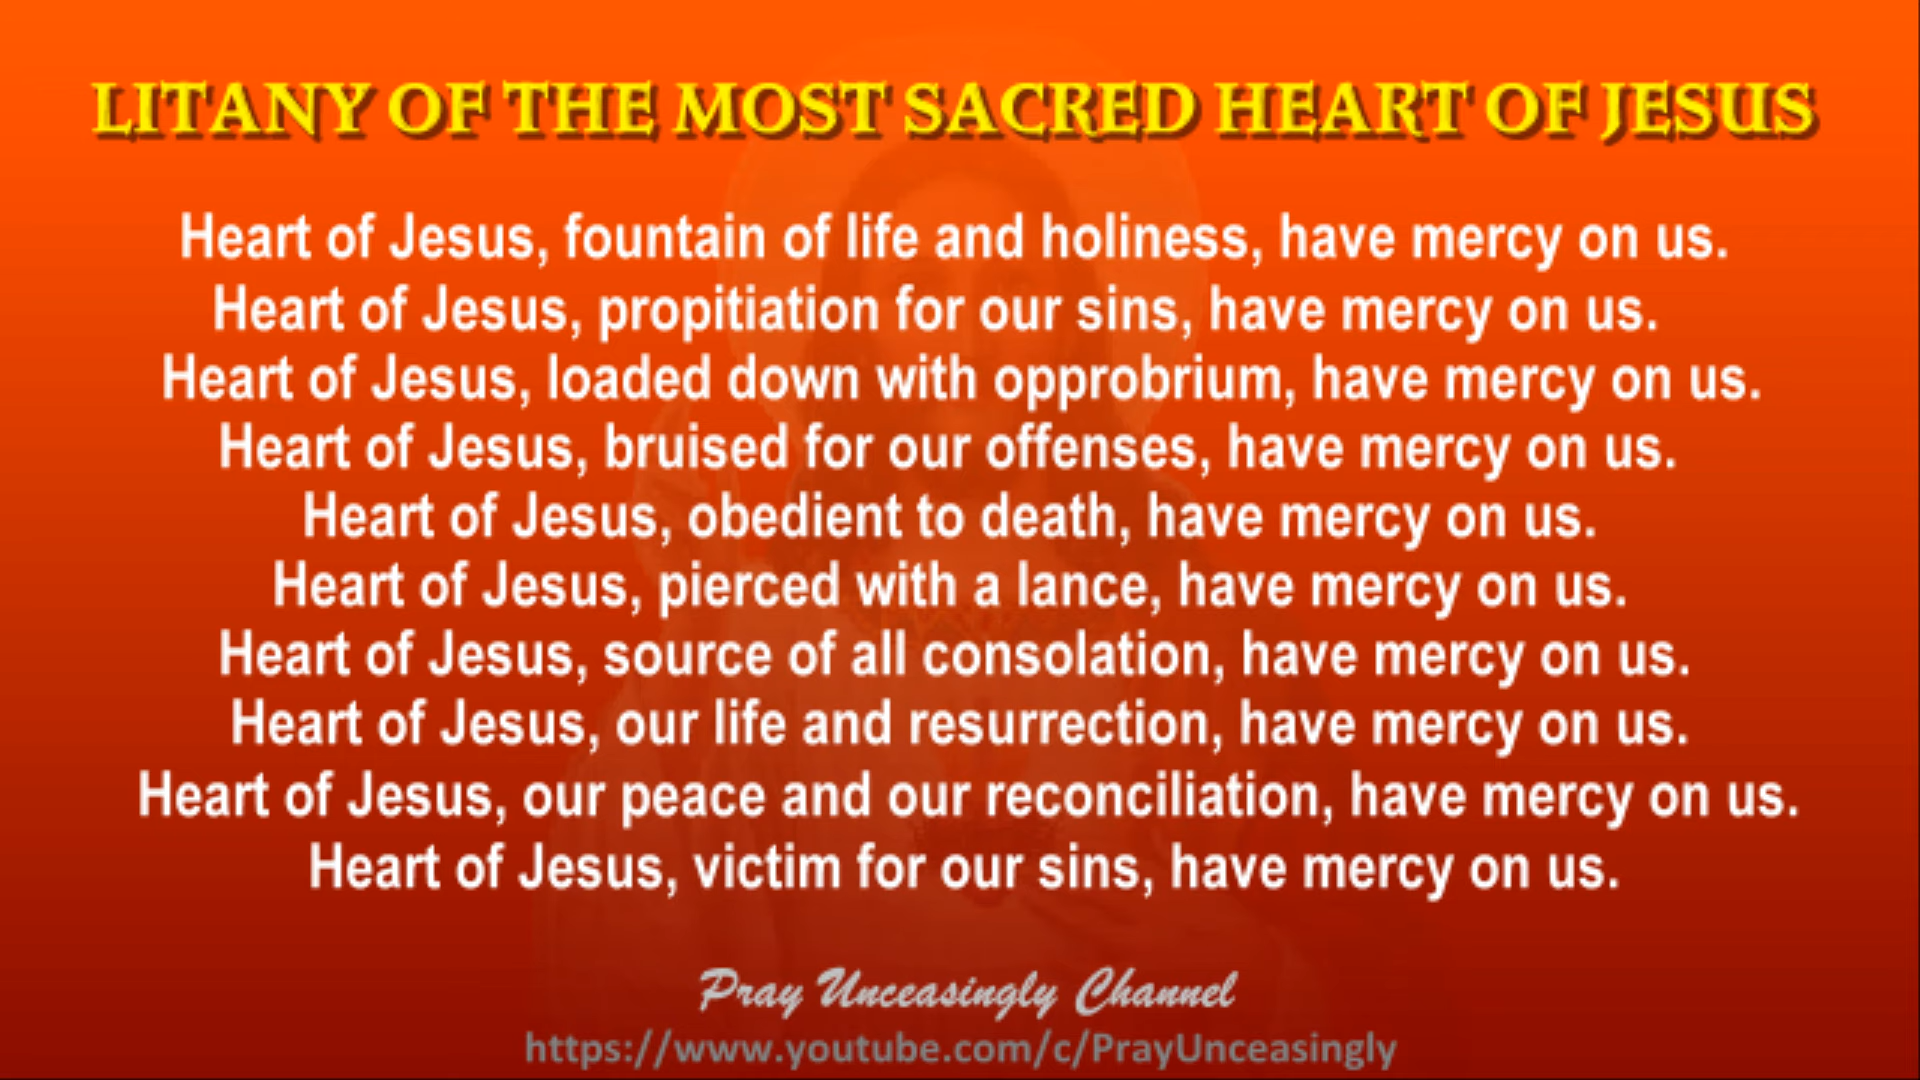 LITANY OF THE MOST SACRED HEART OF JESUS
Heart of Jesus, fountain of life and holiness, have mercy on us.
Heart of Jesus, propitiation for our sins, have mercy on us.
Heart of Jesus, loaded down with opprobrium, have mercy on us.
Heart of Jesus, bruised for our offenses, have mercy on us.
Heart of Jesus, obedient to death, have mercy on us.
Heart of Jesus, pierced with a lance, have mercy on us.
Heart of Jesus, source of all consolation, have mercy on us.
Heart of Jesus, our life and resurrection, have mercy on us.
Heart of Jesus, our peace and our reconciliation, have mercy on us.
Heart of Jesus, victim for our sins, have mercy on us.
Pray Unceasingly Channel
https://www.youtube.com/c/PrayUnceasingly